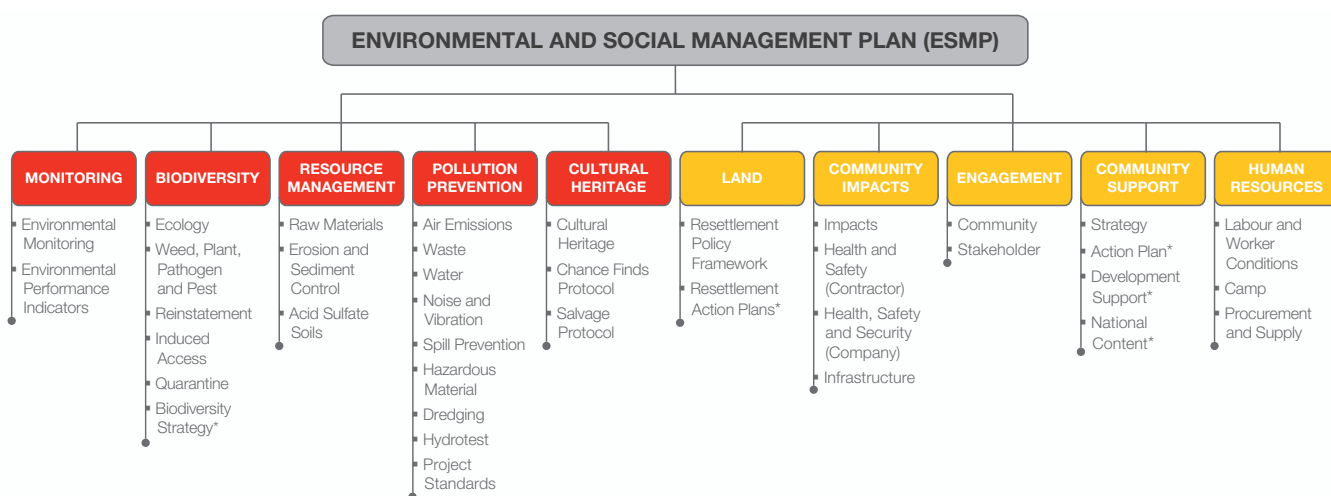 ENVIRONMENTAL AND SOCIAL MANAGEMENT PLAN (ESMP)
MONITORING
Environmental
Monitoring
Environmental
Performance
Indicators
BIODIVERSITY
Ecology
Weed, Plant,
Pathogen
and Pest
Reinstatement
Induced
Access
Quarantine
Biodiversity
Strategy*
RESOURCE
MANAGEMENT
Raw Materials
Erosion and
Sediment
Control
Acid Sulfate
Soils
POLLUTION
PREVENTION
Air Emissions
Waste
Water
Noise and
Vibration
Spill Prevention
Hazardous
Material
Dredging
Hydrotest
Project
Standards
CULTURAL
HERITAGE
Cultural
Heritage
Chance Finds
Protocol
Salvage
Protocol
LAND
Resettlement
Policy
Framework
Resettlement
Action Plans*
COMMUNITY
IMPACTS
Impacts
Health and
Safety
(Contractor)
Health, Safety
and Security
(Company)
Infrastructure
ENGAGEMENT
Community
Stakeholder
COMMUNITY
SUPPORT
Strategy
Action Plan*
Development
Support*
National
Content*
HUMAN
RESOURCES
Labour and
Worker
Conditions
Camp
Procurement
and Supply